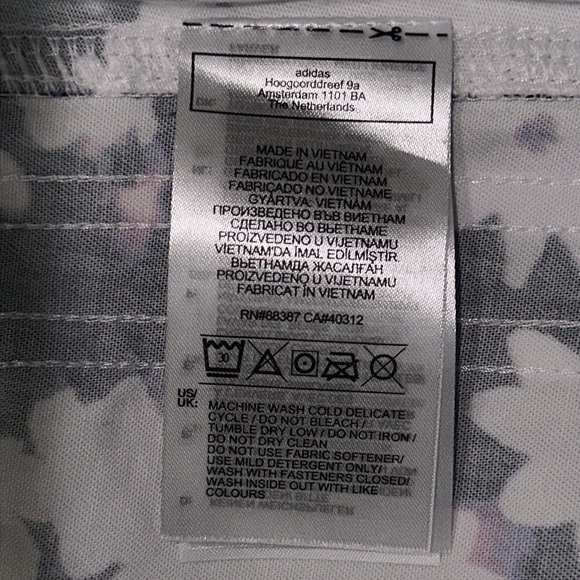 adidas
Hoogoorddreef 9a
Amsterdam 1101 BA
The Netherlands
MADE IN VIETNAM
FABRIQUÉ AU VIÊTNAM
FABRICADO EN VIETNAM
FABRICADO NO VIETNAME
GYÁRTVA: VIETNÁM
ПРОИЗВЕДЕНО ВЪВ ВИЕТНАМ
СДЕЛАНО ВО ВЬЕТНАМЕ
PROIZVEDENO U VIJETNAMU
VİETNAM'DA İMAL EDİLMİŞTİR
ВЬЕТНАМДА ЖАСАЛҒАН
PROIZVEDENO U VIJETNAMU
FABRICAT ÎN VIETNAM
RN#88387 CA#40312
30
US/
UK:
MACHINE WASH COLD DELICATE
CYCLE / DO NOT BLEACH /
TUMBLE DRY LOW / DO NOT IRON /
DO NOT DRY CLEAN
DO NOT USE FABRIC SOFTENER/
USE MILD DETERGENT ONLY/
WASH WITH FASTENERS CLOSED/
WASH INSIDE OUT WITH LIKE
COLOURS